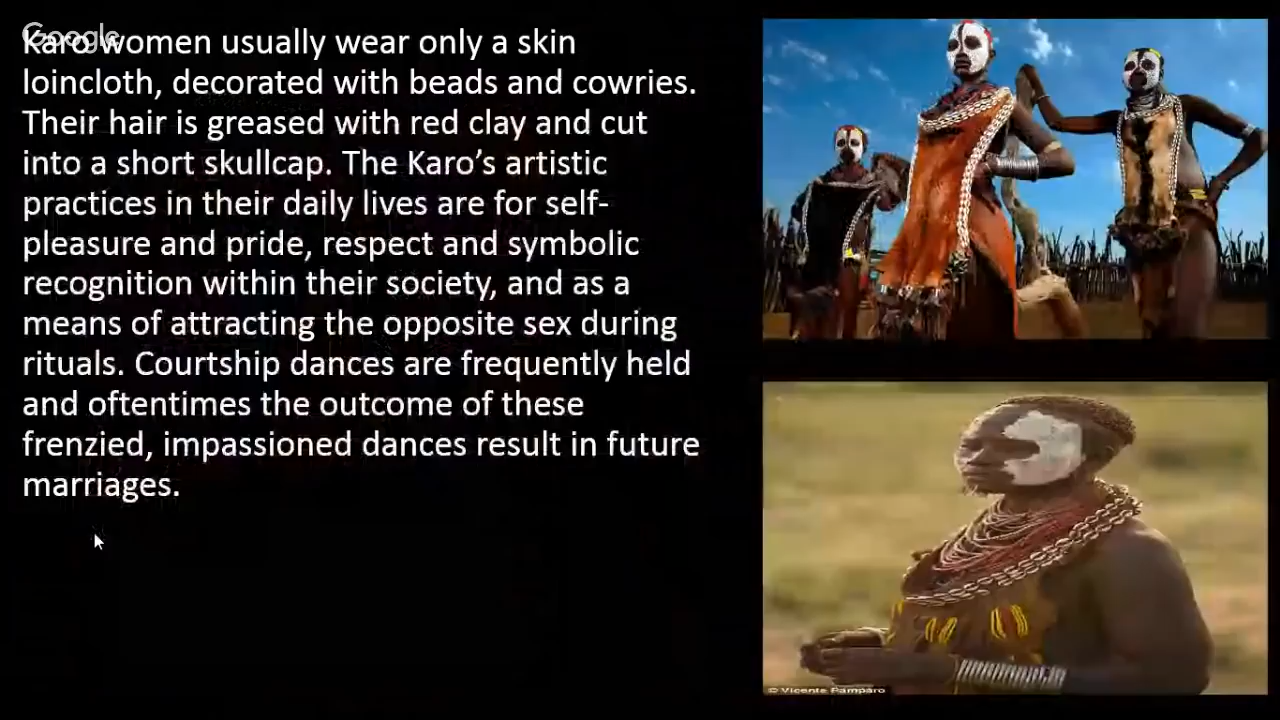 Google
Karo women usually wear only a skin
loincloth, decorated with beads and cowries.
Their hair is greased with red clay and cut
into a short skullcap. The Karo’s artistic
practices in their daily lives are for self-
pleasure and pride, respect and symbolic
recognition within their society, and as a
means of attracting the opposite sex during
rituals. Courtship dances are frequently held
and oftentimes the outcome of these
frenzied, impassioned dances result in future
marriages.
© Vicente Pamparo